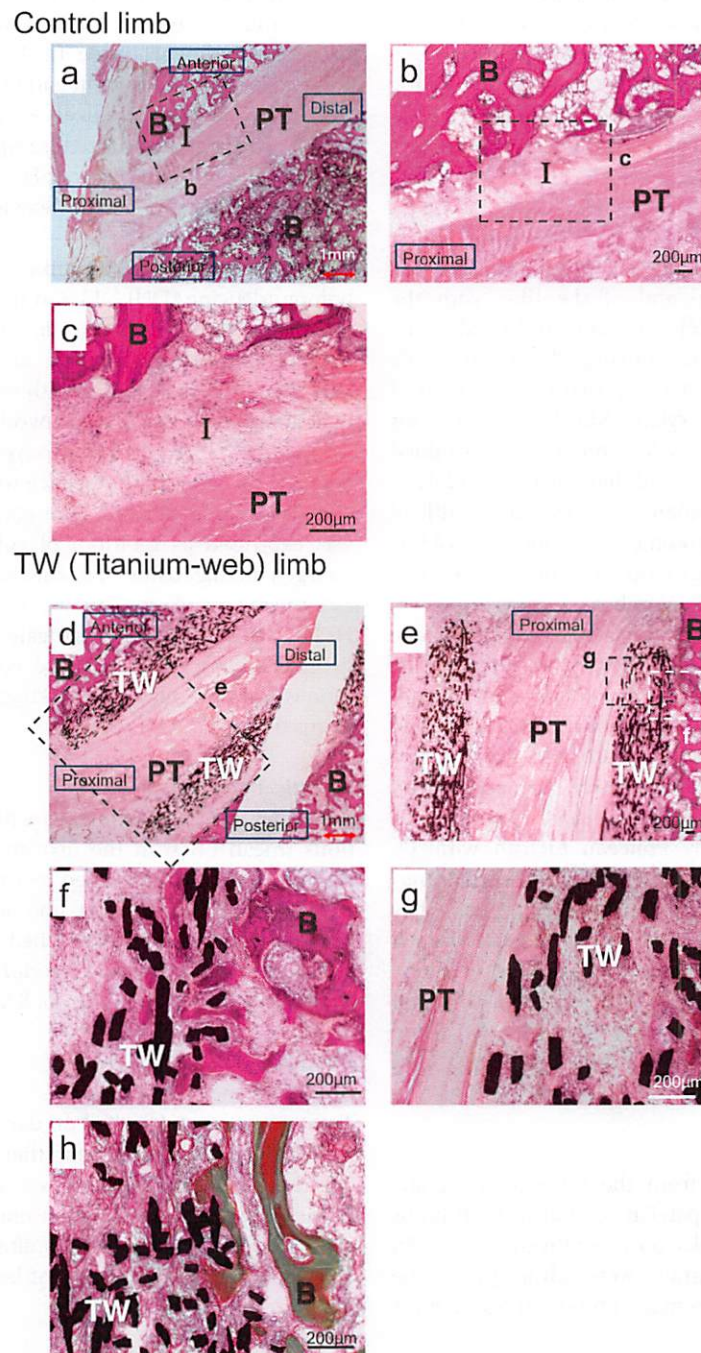 Control limb
a
Anterior
B
I
PT
Distal
b
Proximal
B
Posterior
1mm
b
B
I
c
PT
Proximal
200μm
c
B
I
PT
200μm
TW (Titanium-web) limb
d
Anterior
B
TW
Distal
e
Proximal
PT
TW
B
Posterior
1mm
e
Proximal
B
g
PT
f
TW
TW
200μm
f
B
TW
200μm
g
TW
PT
200μm
h
TW
B
200μm